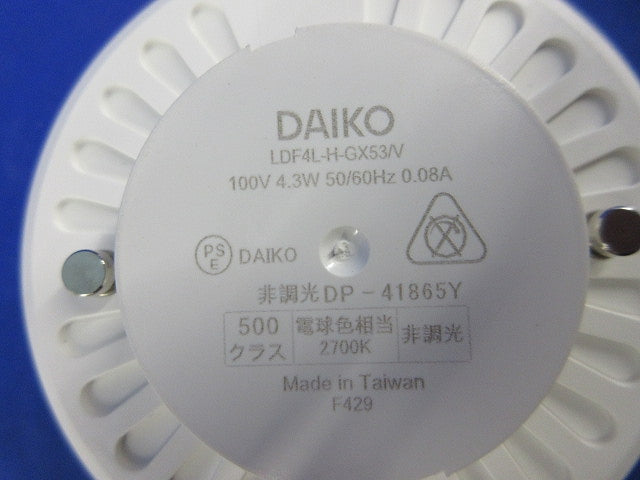 DAIKO
LDF4L-H-GX53/V
100V 4.3W 50/60Hz 0.08A
PS
E
DAIKO
非調光DP-41865Y
500
クラス
電球色相当
2700K
非調光
Made in Taiwan
F429